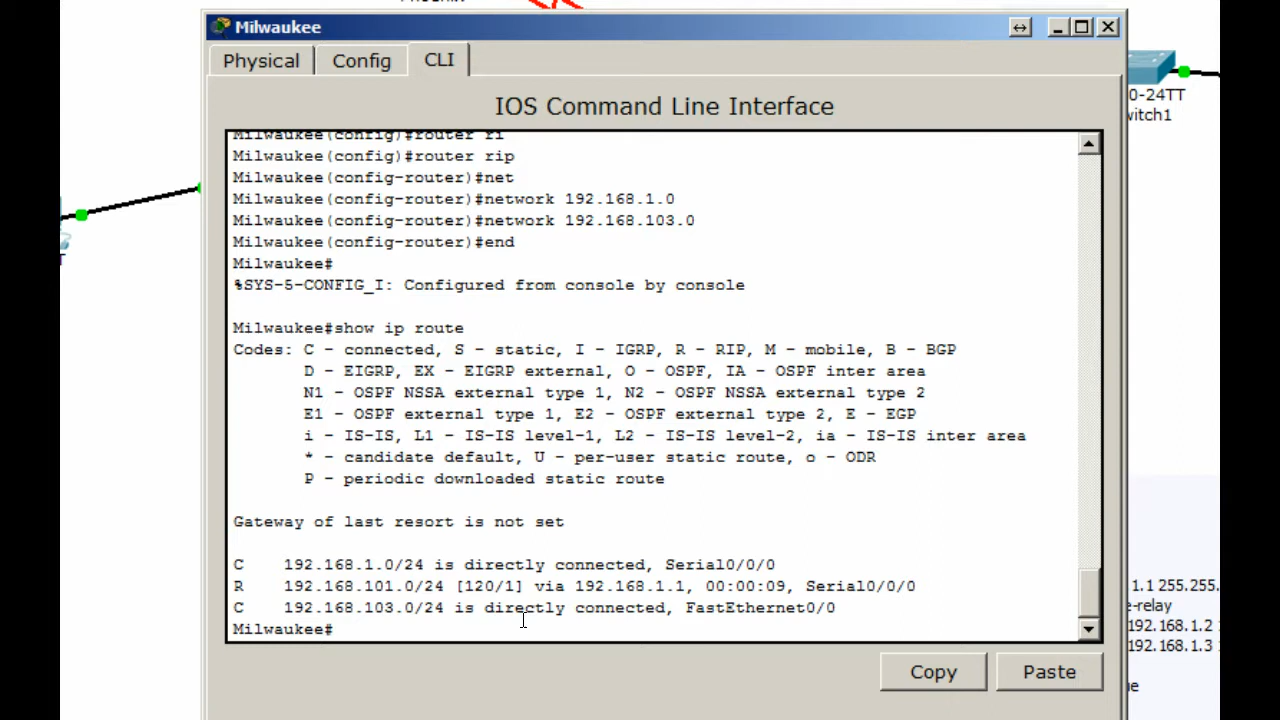 Milwaukee
Physical
Config
CLI
0-24TT
witch1
IOS Command Line Interface
Milwaukee(config)#router ri
Milwaukee(config)#router rip
Milwaukee(config-router)#net
Milwaukee(config-router)#network 192.168.1.0
Milwaukee(config-router)#network 192.168.103.0
Milwaukee(config-router)#end
Milwaukee#
%SYS-5-CONFIG_I: Configured from console by console
Milwaukee#show ip route
Codes: C - connected, S - static, I - IGRP, R - RIP, M - mobile, B - BGP
D - EIGRP, EX - EIGRP external, O - OSPF, IA - OSPF inter area
N1 - OSPF NSSA external type 1, N2 - OSPF NSSA external type 2
E1 - OSPF external type 1, E2 - OSPF external type 2, E - EGP
i - IS-IS, L1 - IS-IS level-1, L2 - IS-IS level-2, ia - IS-IS inter area
* - candidate default, U - per-user static route, o - ODR
P - periodic downloaded static route
Gateway of last resort is not set
C 192.168.1.0/24 is directly connected, Serial0/0/0
R 192.168.101.0/24 [120/1] via 192.168.1.1, 00:00:09, Serial0/0/0
C 192.168.103.0/24 is directly connected, FastEthernet0/0
Milwaukee#
1.1 255.255.
e-relay
192.168.1.2
192.168.1.3
ue
Copy
Paste